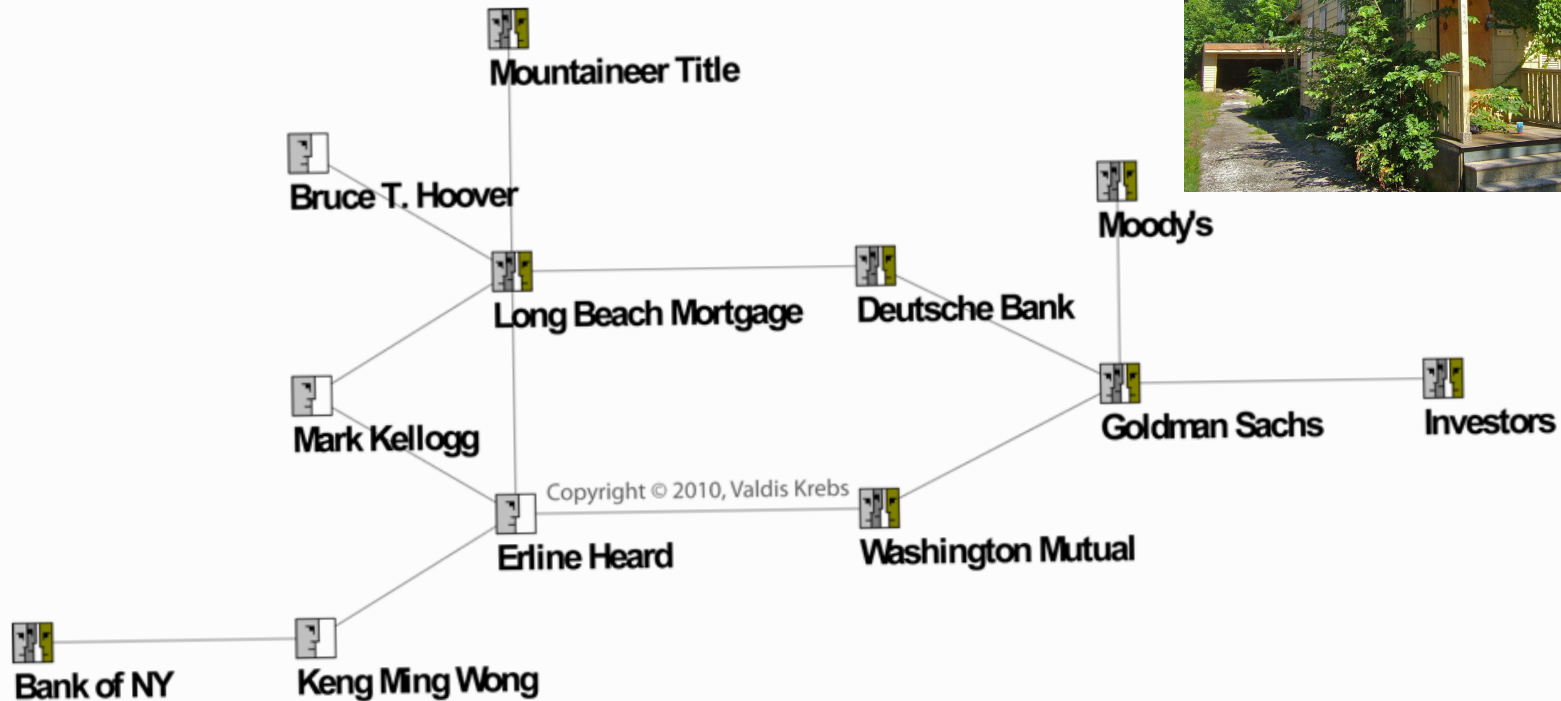 Mountaineer Title
Bruce T. Hoover
Moody's
Long Beach Mortgage
Deutsche Bank
Mark Kellogg
Goldman Sachs
Investors
Copyright © 2010, Valdis Krebs
Erline Heard
Washington Mutual
Bank of NY
Keng Ming Wong